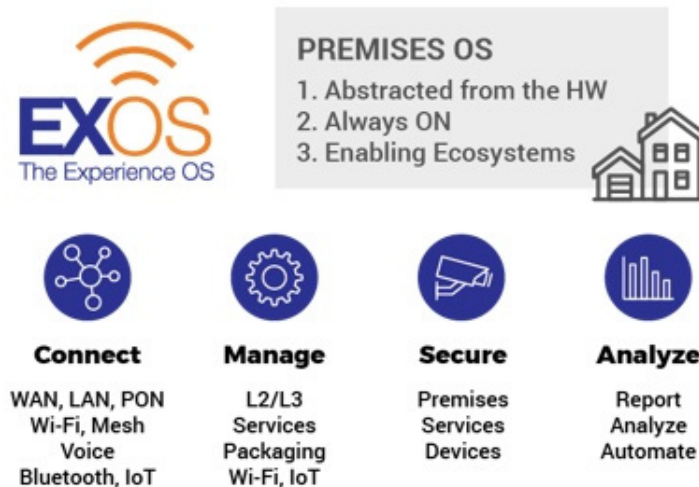 EXOS
The Experience OS
PREMISES OS
1. Abstracted from the HW
2. Always ON
3. Enabling Ecosystems
Connect
WAN, LAN, PON
Wi-Fi, Mesh
Voice
Bluetooth, IoT
Manage
L2/L3
Services
Packaging
Wi-Fi, IoT
Secure
Premises
Services
Devices
Analyze
Report
Analyze
Automate